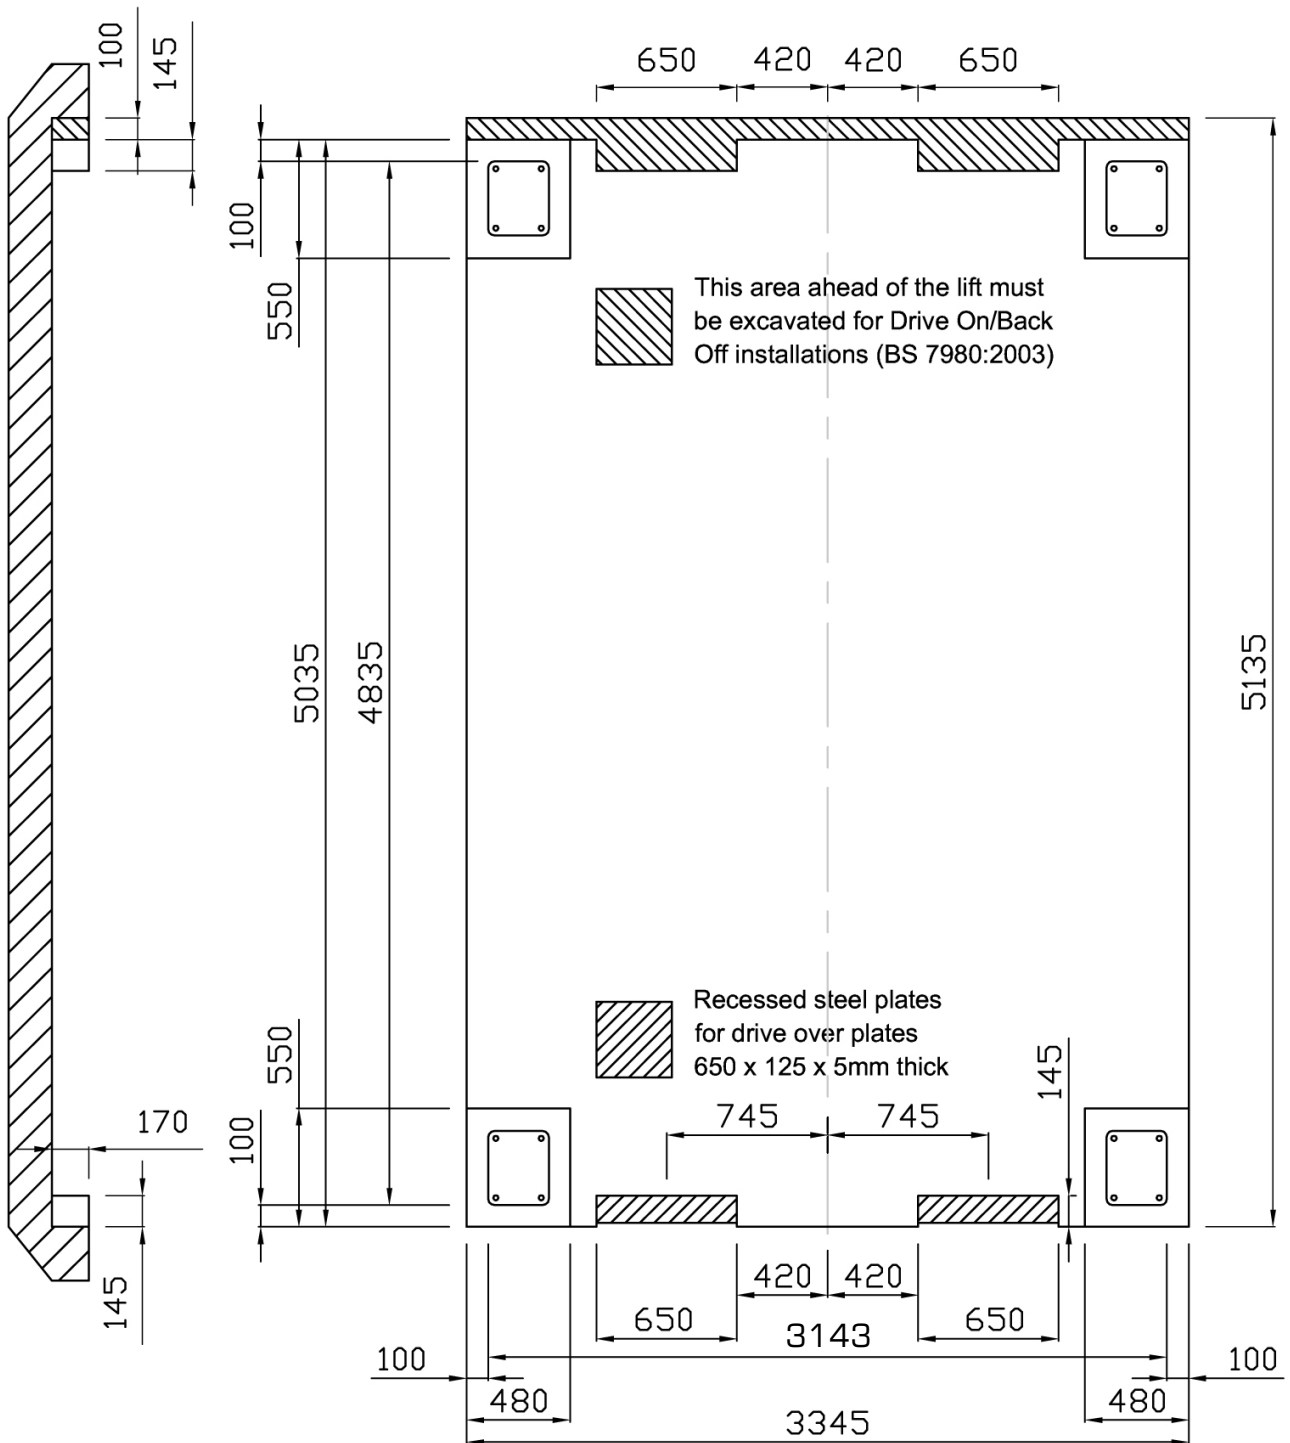 650 420 420 650
100
145
100
550
This area ahead of the lift must
be excavated for Drive On/Back
Off installations (BS 7980:2003)
5035
4835
5135
Recessed steel plates
for drive over plates
650 x 125 x 5mm thick
550
145
745 745
170
100
145
420 420
650 650
3143
100 100
480 480
3345